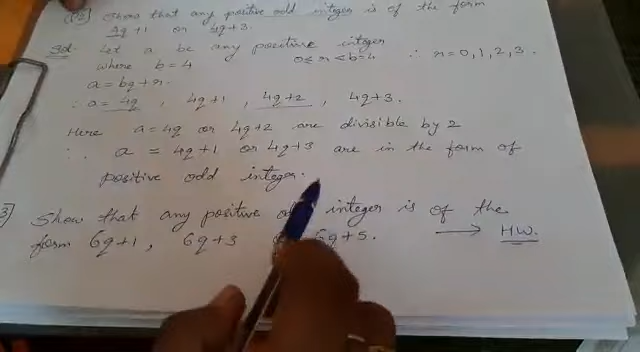 Show that any positive odd integer is of the form
4q+1 or 4q+3.
Sol. Let a be any positive integer
where b=4 0≤r<b=4 ∴ r=0,1,2,3.
a=bq+r.
∴ a=4q, 4q+1, 4q+2, 4q+3.
Here a=4q or 4q+2 are divisible by 2
∴ a = 4q+1 or 4q+3 are in the form of
positive odd integer.
3] Show that any positive integer is of the
form 6q+1, 6q+3 6q+5. → HW.